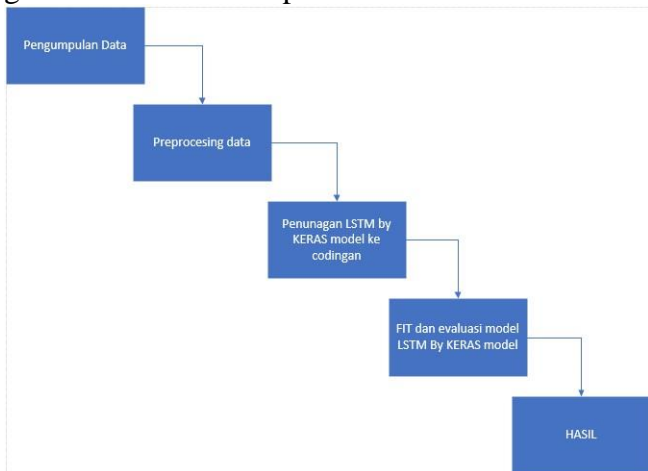 Pengumpulan Data
Preprocesing data
Penunagan LSTM by
KERAS model ke
codingan
FIT dan evaluasi model
LSTM By KERAS model
HASIL